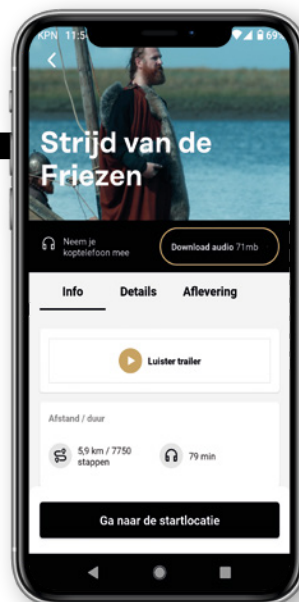 KPN 11:5
69
Strijd van de
Friezen
Neem je
koptelefoon mee
Download audio 71mb
Info Details Aflevering
Luister trailer
Afstand / duur
5,9 km / 7750
stappen
79 min
Ga naar de startlocatie